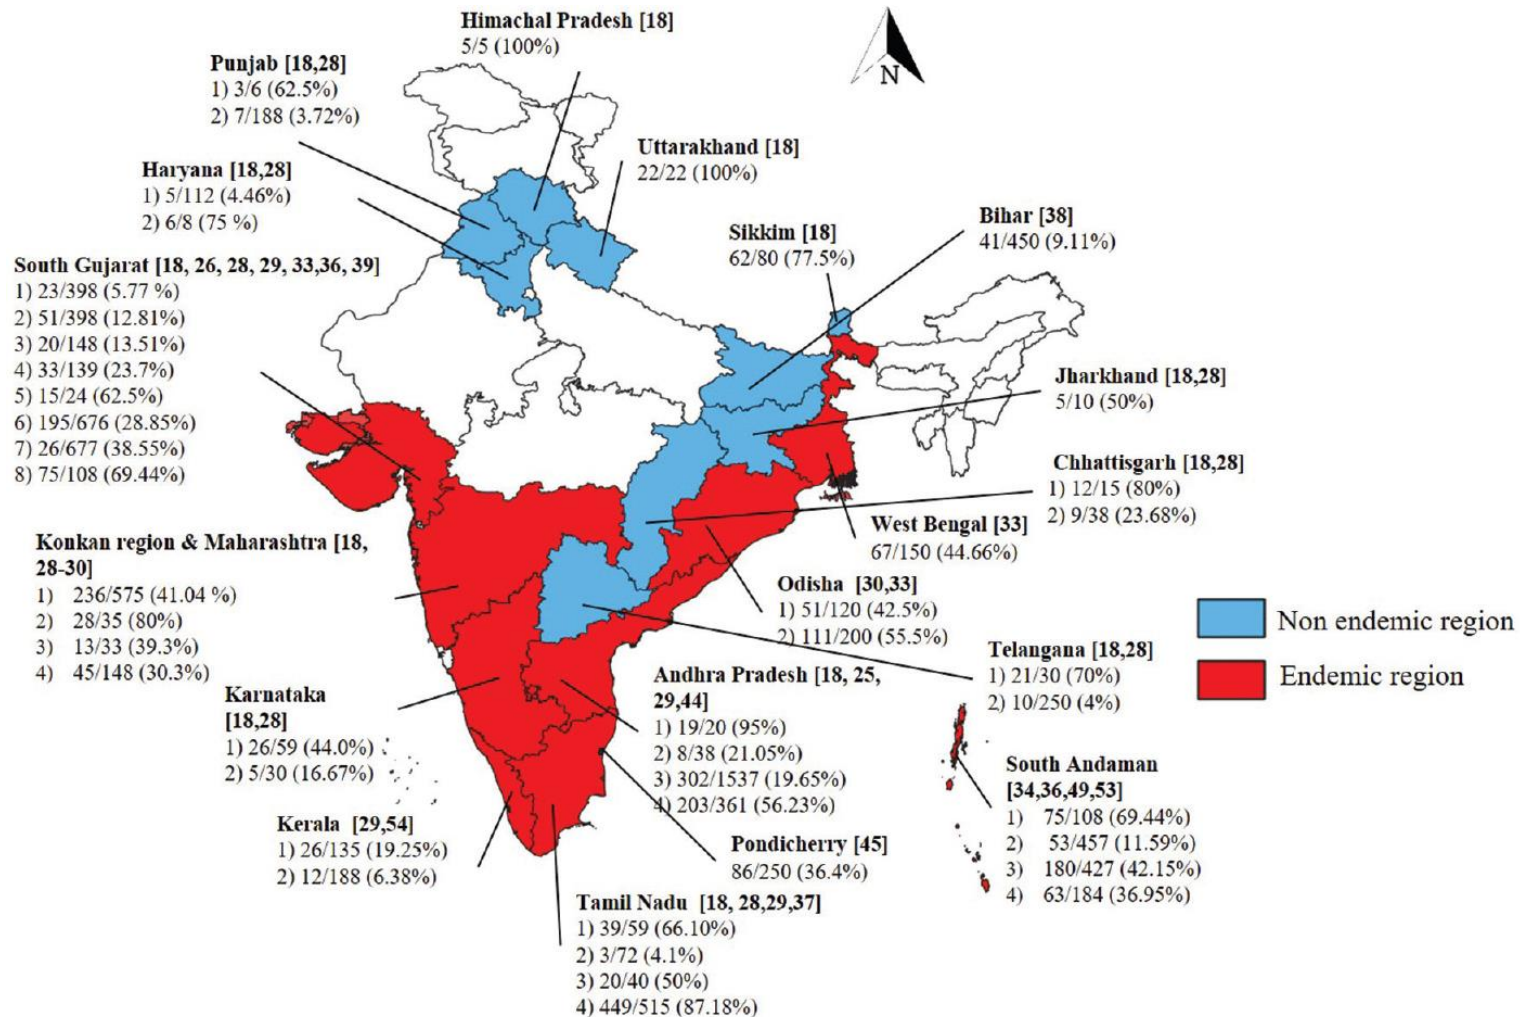 Himachal Pradesh [18]
5/5 (100%)
N
Punjab [18,28]
1) 3/6 (62.5%)
2) 7/188 (3.72%)
Uttarakhand [18]
22/22 (100%)
Haryana [18,28]
1) 5/112 (4.46%)
2) 6/8 (75 %)
Bihar [38]
41/450 (9.11%)
Sikkim [18]
62/80 (77.5%)
South Gujarat [18, 26, 28, 29, 33,36, 39]
1) 23/398 (5.77 %)
2) 51/398 (12.81%)
3) 20/148 (13.51%)
4) 33/139 (23.7%)
5) 15/24 (62.5%)
6) 195/676 (28.85%)
7) 26/677 (38.55%)
8) 75/108 (69.44%)
Jharkhand [18,28]
5/10 (50%)
Chhattisgarh [18,28]
1) 12/15 (80%)
2) 9/38 (23.68%)
West Bengal [33]
67/150 (44.66%)
Konkan region & Maharashtra [18,
28-30]
1) 236/575 (41.04 %)
2) 28/35 (80%)
3) 13/33 (39.3%)
4) 45/148 (30.3%)
Odisha [30,33]
1) 51/120 (42.5%)
2) 111/200 (55.5%)
Non endemic region
Endemic region
Telangana [18,28]
1) 21/30 (70%)
2) 10/250 (4%)
Andhra Pradesh [18, 25,
29,44]
1) 19/20 (95%)
2) 8/38 (21.05%)
3) 302/1537 (19.65%)
4) 203/361 (56.23%)
Karnataka
[18,28]
1) 26/59 (44.0%)
2) 5/30 (16.67%)
South Andaman
[34,36,49,53]
1) 75/108 (69.44%)
2) 53/457 (11.59%)
3) 180/427 (42.15%)
4) 63/184 (36.95%)
Kerala [29,54]
1) 26/135 (19.25%)
2) 12/188 (6.38%)
Pondicherry [45]
86/250 (36.4%)
Tamil Nadu [18, 28,29,37]
1) 39/59 (66.10%)
2) 3/72 (4.1%)
3) 20/40 (50%)
4) 449/515 (87.18%)